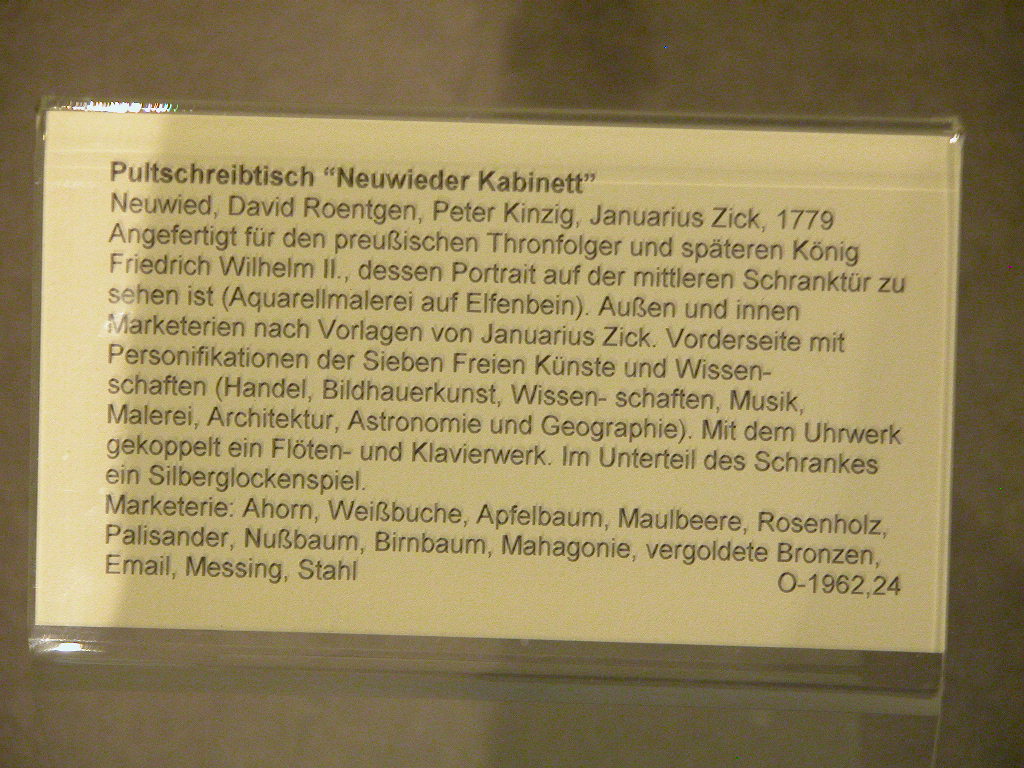 Pultschreibtisch “Neuwieder Kabinett”
Neuwied, David Roentgen, Peter Kinzig, Januarius Zick, 1779
Angefertigt für den preußischen Thronfolger und späteren König
Friedrich Wilhelm II., dessen Portrait auf der mittleren Schranktür zu
sehen ist (Aquarellmalerei auf Elfenbein). Außen und innen
Marketerien nach Vorlagen von Januarius Zick. Vorderseite mit
Personifikationen der Sieben Freien Künste und Wissen-
schaften (Handel, Bildhauerkunst, Wissen- schaften, Musik,
Malerei, Architektur, Astronomie und Geographie). Mit dem Uhrwerk
gekoppelt ein Flöten- und Klavierwerk. Im Unterteil des Schrankes
ein Silberglockenspiel.
Marketerie: Ahorn, Weißbuche, Apfelbaum, Maulbeere, Rosenholz,
Palisander, Nußbaum, Birnbaum, Mahagonie, vergoldete Bronzen,
Email, Messing, Stahl O-1962,24